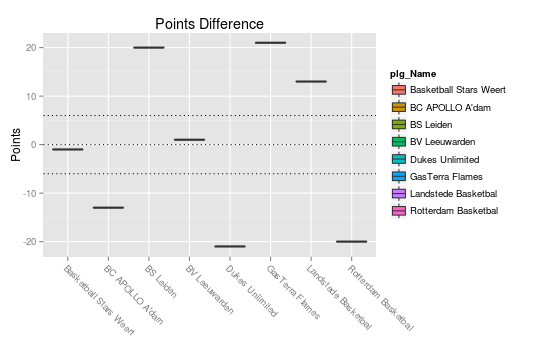 Points Difference
Points
20
10
0
-10
-20
Basketball Stars Weert
BC APOLLO A'dam
BS Leiden
BV Leeuwarden
Dukes Unlimited
GasTerra Flames
Landstede Basketbal
Rotterdam Basketbal
plg_Name
Basketball Stars Weert
BC APOLLO A'dam
BS Leiden
BV Leeuwarden
Dukes Unlimited
GasTerra Flames
Landstede Basketbal
Rotterdam Basketbal